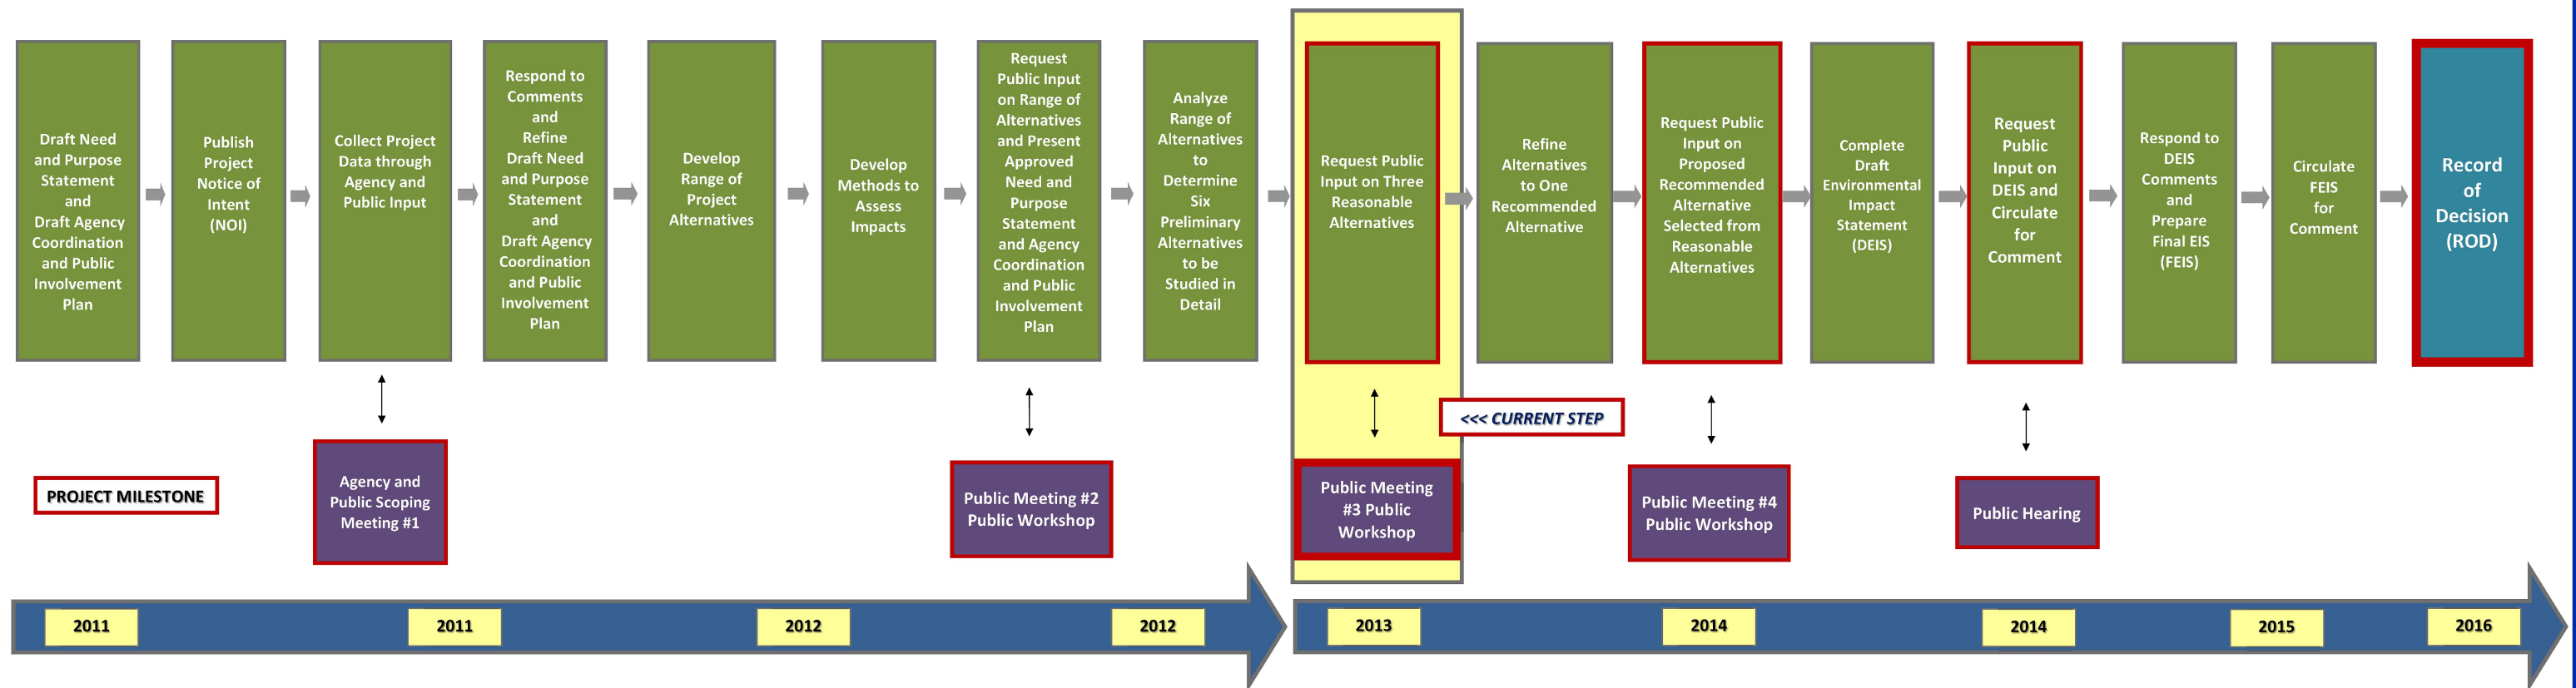 Draft Need
and Purpose
Statement
and
Draft Agency
Coordination
and Public
Involvement
Plan
Publish
Project
Notice of
Intent
(NOI)
Collect Project
Data through
Agency and
Public Input
Respond to
Comments
and
Refine
Draft Need
and Purpose
Statement
and
Draft Agency
Coordination
and Public
Involvement
Plan
Develop
Range of
Project
Alternatives
Develop
Methods to
Assess
Impacts
Request
Public Input
on Range of
Alternatives
and Present
Approved
Need and
Purpose
Statement
and Agency
Coordination
and Public
Involvement
Plan
Analyze
Range of
Alternatives
to
Determine
Six
Preliminary
Alternatives
to be
Studied in
Detail
Request Public
Input on Three
Reasonable
Alternatives
Refine
Alternatives
to One
Recommended
Alternative
Request Public
Input on
Proposed
Recommended
Alternative
Selected from
Reasonable
Alternatives
Complete
Draft
Environmental
Impact
Statement
(DEIS)
Request
Public
Input on
DEIS and
Circulate
for
Comment
Respond to
DEIS
Comments
and
Prepare
Final EIS
(FEIS)
Circulate
FEIS
for
Comment
Record
of
Decision
(ROD)
<<< CURRENT STEP
PROJECT MILESTONE
Agency and
Public Scoping
Meeting #1
Public Meeting #2
Public Workshop
Public Meeting
#3 Public
Workshop
Public Meeting #4
Public Workshop
Public Hearing
2011
2011
2012
2012
2013
2014
2014
2015
2016